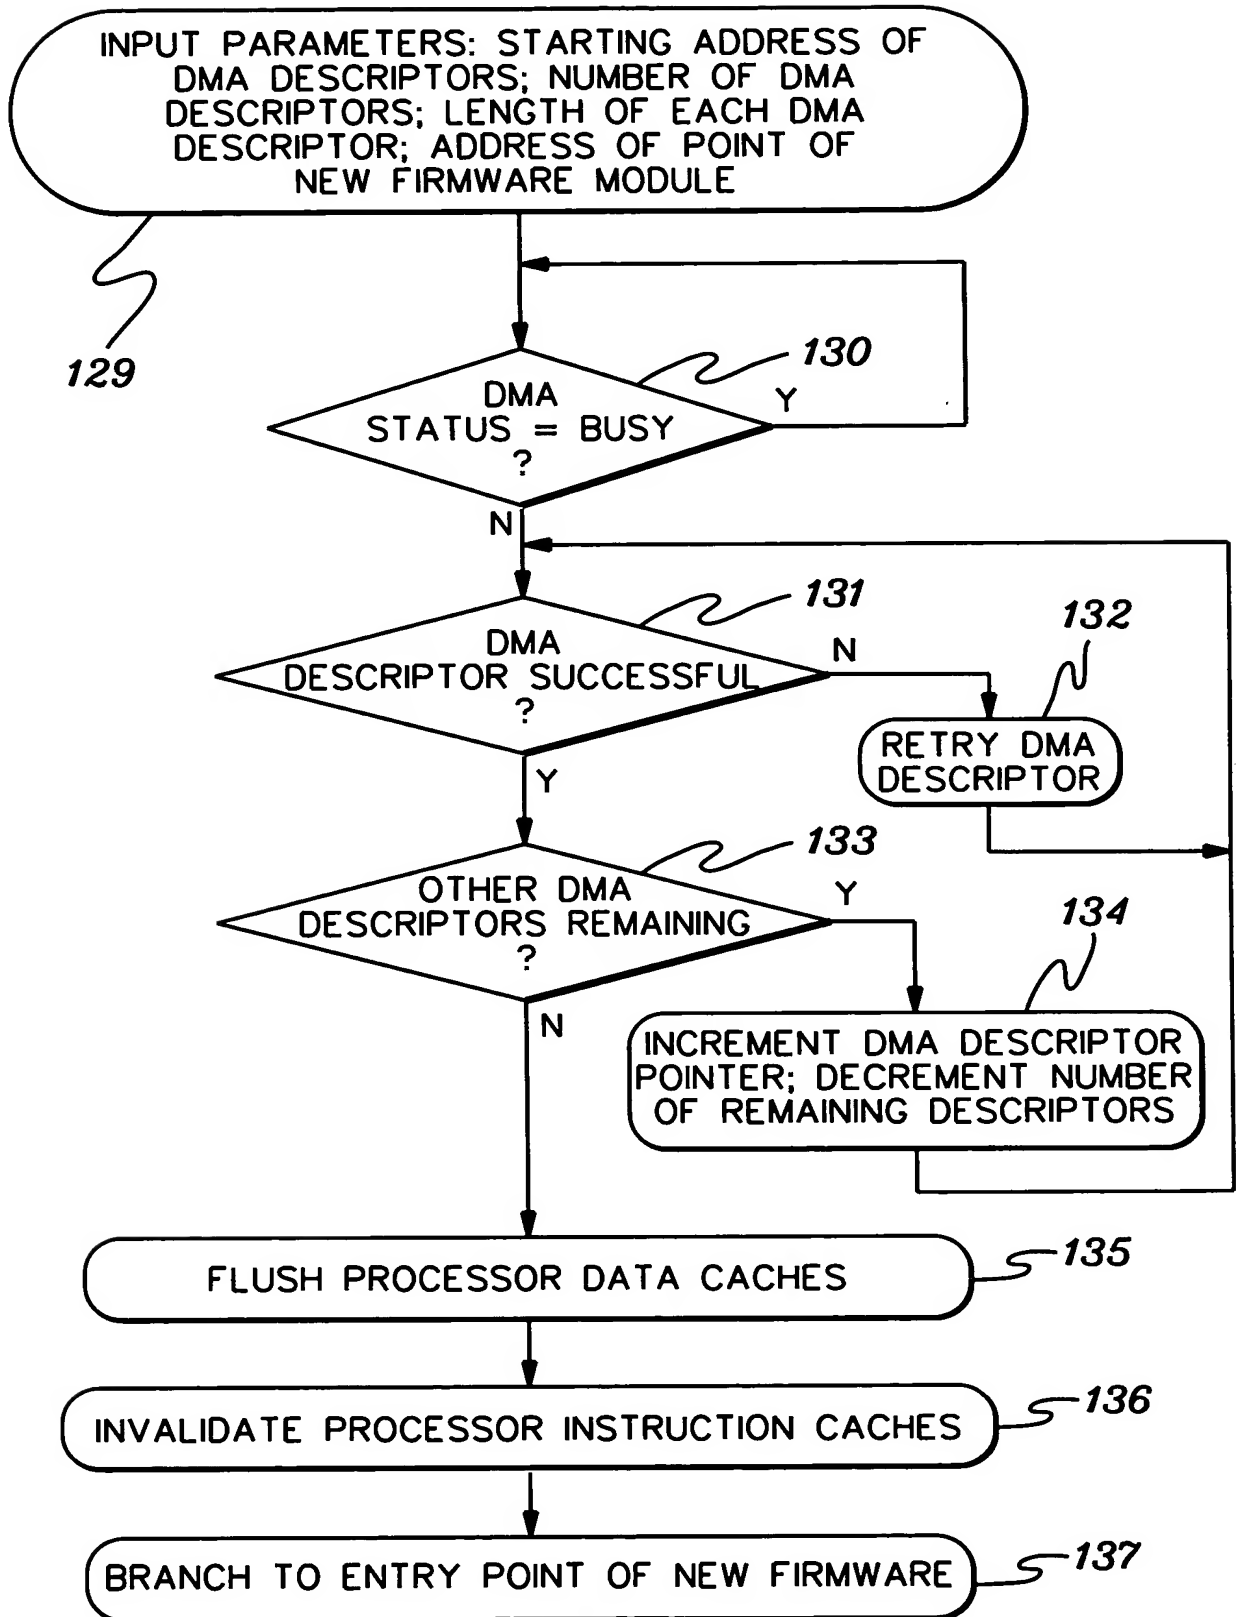 INPUT PARAMETERS: STARTING ADDRESS OF
DMA DESCRIPTORS; NUMBER OF DMA
DESCRIPTORS; LENGTH OF EACH DMA
DESCRIPTOR; ADDRESS OF POINT OF
NEW FIRMWARE MODULE
129
130
DMA
STATUS = BUSY
?
Y
N
131
DMA
DESCRIPTOR SUCCESSFUL
?
N
Y
132
RETRY DMA
DESCRIPTOR
133
OTHER DMA
DESCRIPTORS REMAINING
?
Y
N
134
INCREMENT DMA DESCRIPTOR
POINTER; DECREMENT NUMBER
OF REMAINING DESCRIPTORS
FLUSH PROCESSOR DATA CACHES
135
INVALIDATE PROCESSOR INSTRUCTION CACHES
136
BRANCH TO ENTRY POINT OF NEW FIRMWARE
137